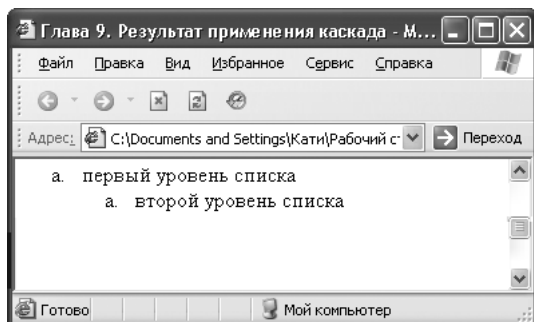 Глава 9. Результат применения каскада - M...
Файл Правка Вид Избранное Сервис Справка
Адрес: C:\Documents and Settings\Кати\Рабочий ст Переход
a. первый уровень списка
a. второй уровень списка
Готово Мой компьютер